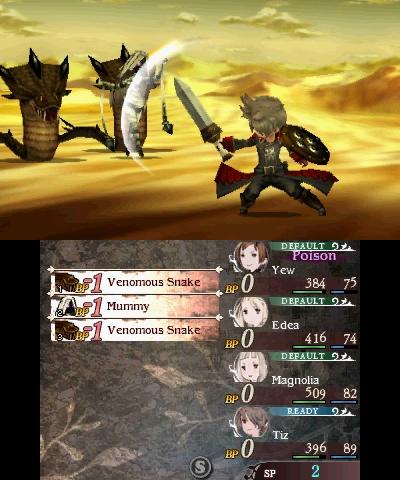 BP -1 Venomous Snake
BP -1 Mummy
BP -1 Venomous Snake
DEFAULT
Poison
Yew
BP 0 384 75
DEFAULT
Edea
BP 0 416 74
DEFAULT
Magnolia
BP 0 509 82
READY
Tiz
BP 0 396 89
S
SP 2